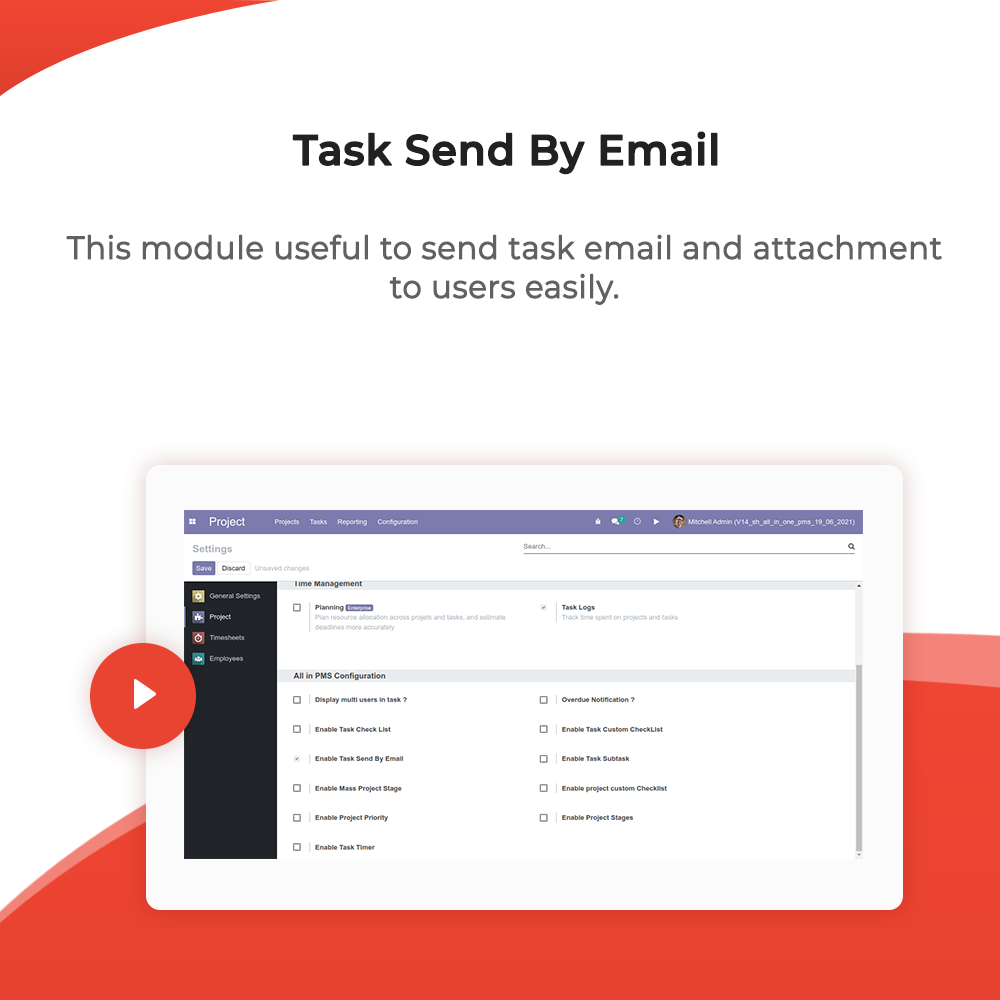 Task Send By Email
This module useful to send task email and attachment
to users easily.
Project Projects Tasks Reporting Configuration 7 Mitchell Admin (V14_sh_all_in_one_pms_19_06_2021)
Settings Search...
Save Discard Unsaved changes
General Settings
Project
Timesheets
Employees
Time Management
Planning Enterprise
Plan resource allocation across projets and tasks, and estimate
deadlines more accurately
Task Logs
Track time spent on projects and tasks
All in PMS Configuration
Display multi users in task ? Overdue Notification ?
Enable Task Check List Enable Task Custom CheckList
Enable Task Send By Email Enable Task Subtask
Enable Mass Project Stage Enable project custom Checklist
Enable Project Priority Enable Project Stages
Enable Task Timer